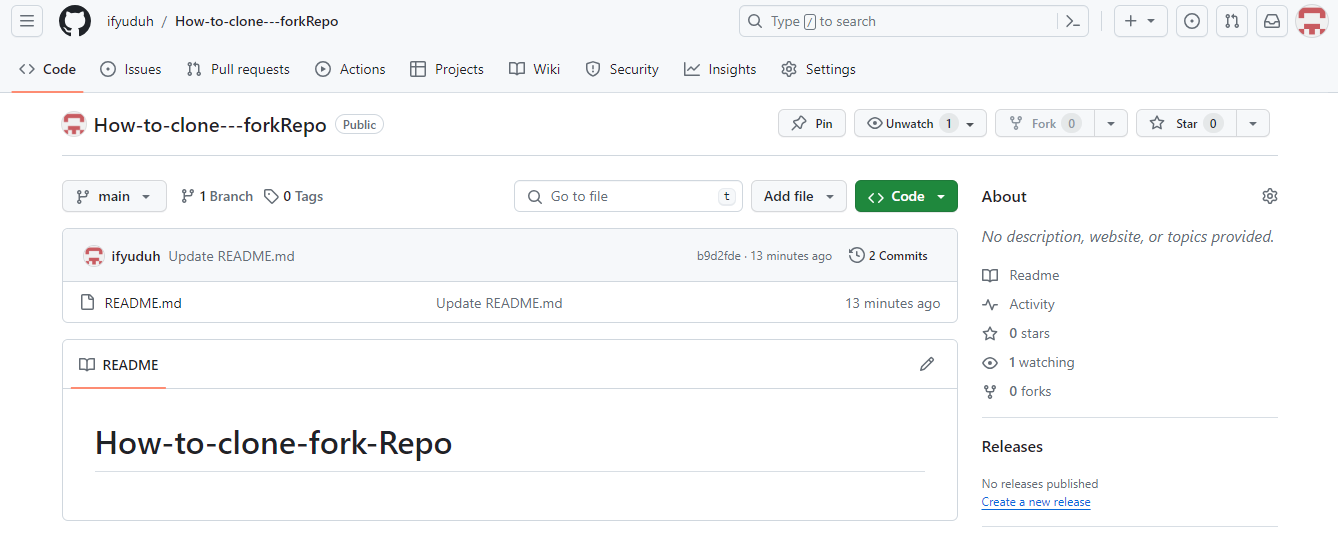 ifyuduh / How-to-clone---forkRepo Type / to search
Code Issues Pull requests Actions Projects Wiki Security Insights Settings
How-to-clone---forkRepo Public Pin Unwatch 1 Fork 0 Star 0
main 1 Branch 0 Tags Go to file t Add file Code
About
No description, website, or topics provided.
ifyuduh Update README.md b9d2fde · 13 minutes ago 2 Commits
README.md Update README.md 13 minutes ago
Readme
Activity
0 stars
1 watching
0 forks
README
How-to-clone-fork-Repo
Releases
No releases published
Create a new release